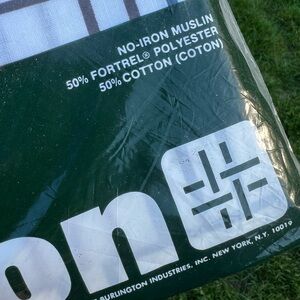 NO-IRON MUSLIN
50% FORTREL® POLYESTER
50% COTTON (COTON)
on
BURLINGTON INDUSTRIES, INC. NEW YORK, N.Y. 10019